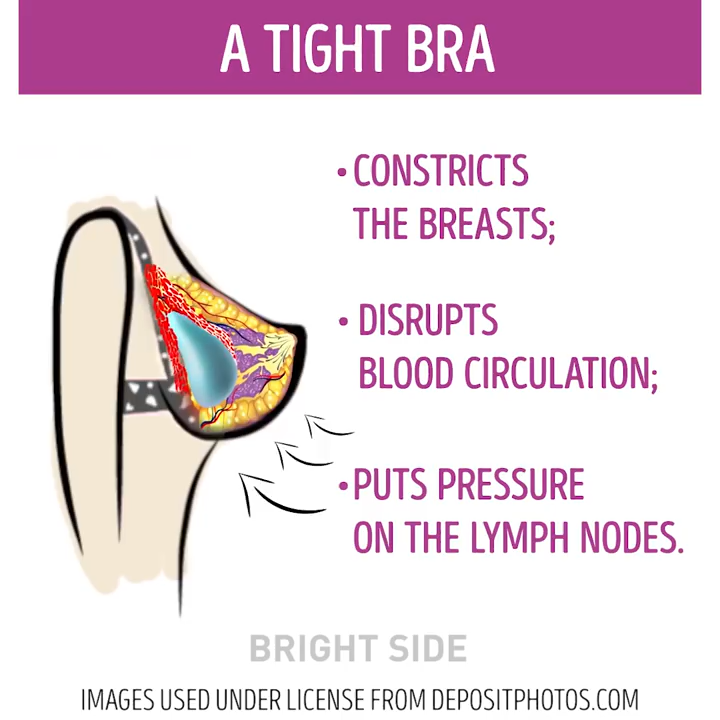 A TIGHT BRA
• CONSTRICTS
THE BREASTS;
• DISRUPTS
BLOOD CIRCULATION;
• PUTS PRESSURE
ON THE LYMPH NODES.
BRIGHT SIDE
IMAGES USED UNDER LICENSE FROM DEPOSITPHOTOS.COM